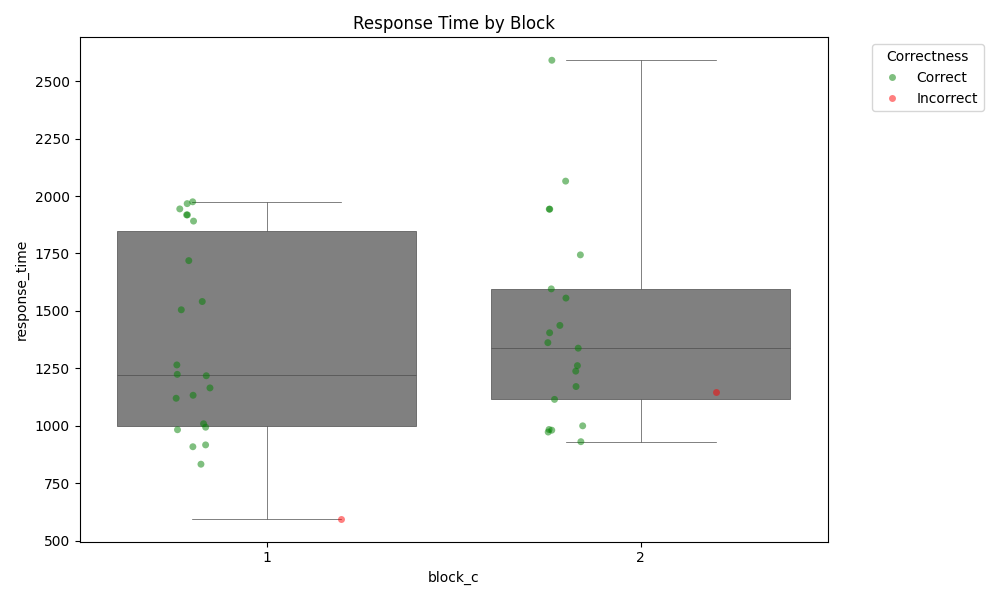 Response Time by Block
Correctness
Correct
Incorrect
2500
2250
2000
1750
1500
1250
1000
750
500
response_time
1
2
block_c